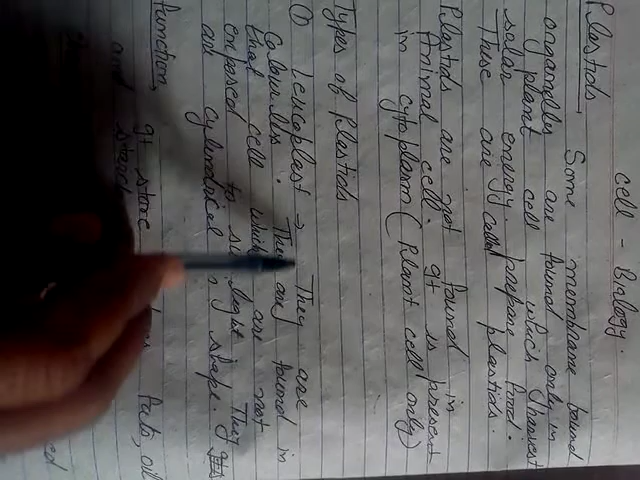 cell - Biology.
Plastids
Some membrane bound
organelles are found only in
plant cell which (harvest
solar energy prepare food.
These are called plastids.
Plastids are not found in
Animal cell. It is present
in cytoplasm (Plant cell only)
Types of Plastids
① Leucoplast → They are
Colourless. They are found in
that cell which are not
exposed to light. They
are cylindrical shape.
function It store Fats, oil
and